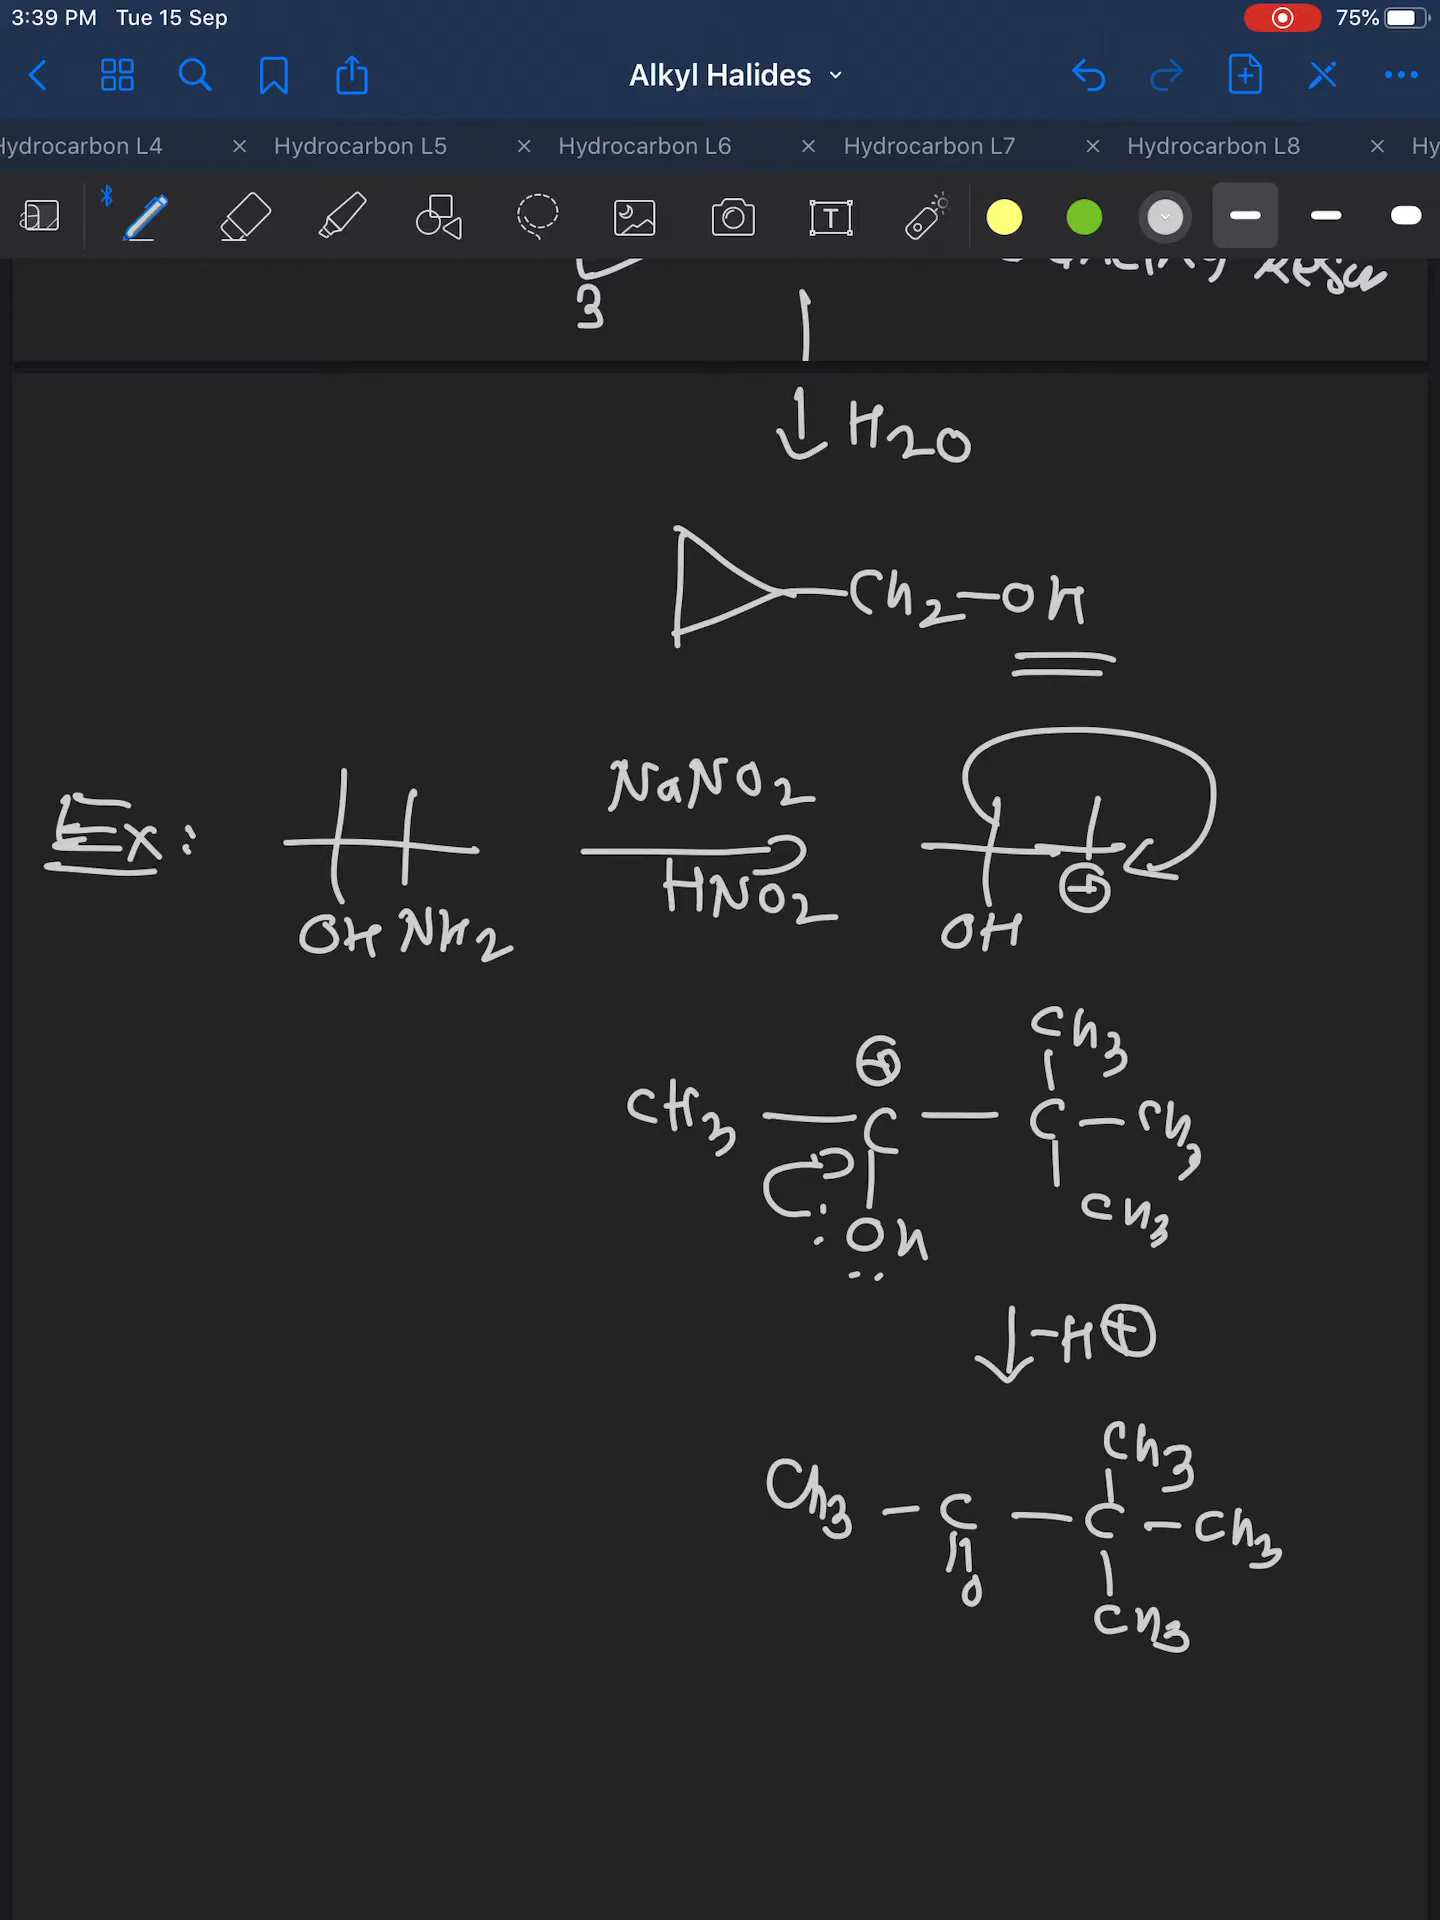 3:39 PM Tue 15 Sep 75%
Alkyl Halides
Hydrocarbon L4 × Hydrocarbon L5 × Hydrocarbon L6 × Hydrocarbon L7 × Hydrocarbon L8 × Hy
a T
3
H2O
Ch2-OH
Ex: NaNO2
HNO2
OH NH2 OH ⊕
Ch3
⊕
CH3 — C — C — Ch3
OH Ch3
-H⊕
Ch3
Ch3 - C — C - Ch3
O
Ch3